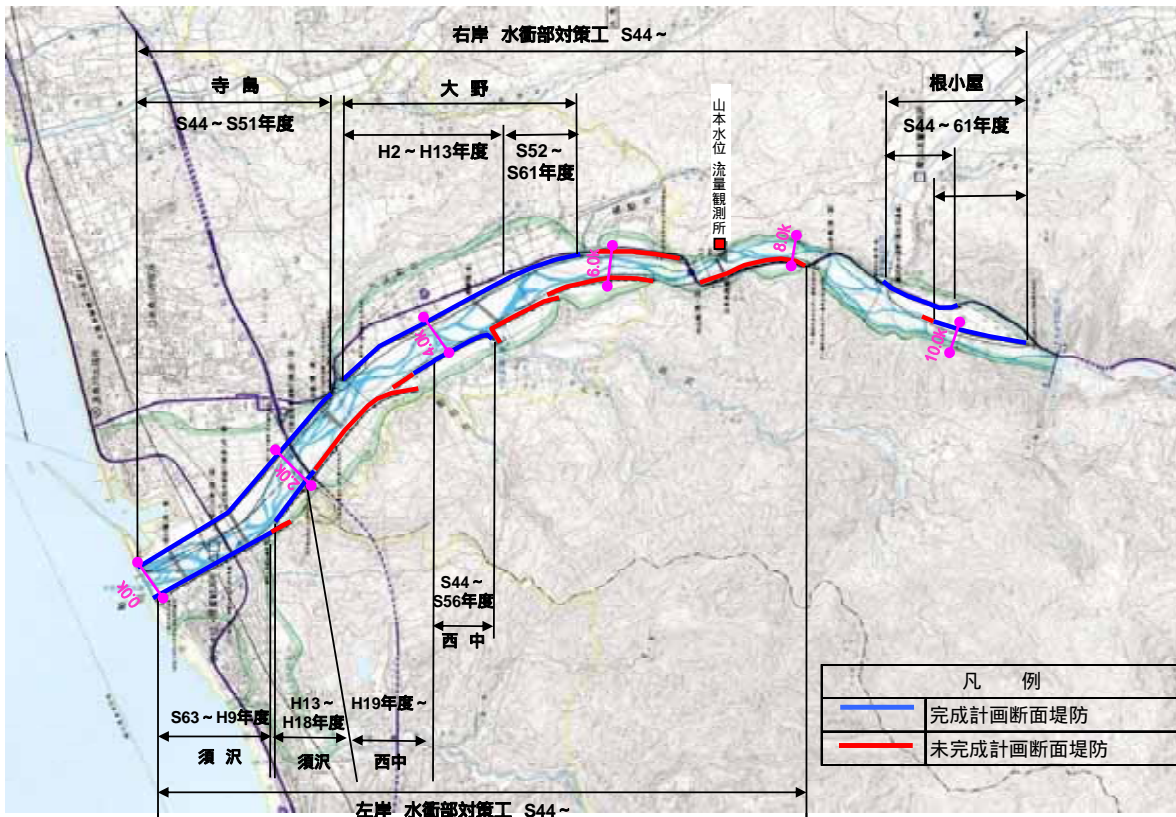 右岸 水衝部対策工 S44～
寺 島
大 野
根小屋
S44～S51年度
H2～H13年度
S52～
S61年度
S44～61年度
山本水位 流量観測所
8.0k
6.0k
4.0k
10.0k
2.0k
0.0k
S44～
S56年度
西 中
S63～H9年度
H13～
H18年度
H19年度～
須 沢
須沢
西中
左岸 水衝部対策工 S44～
凡 例
完成計画断面堤防
未完成計画断面堤防